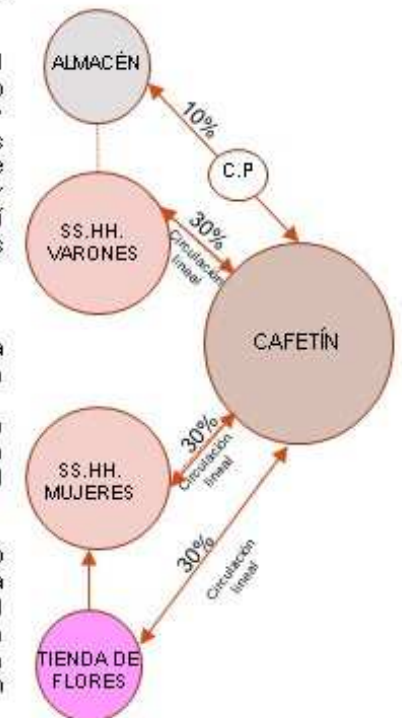 ALMACÉN
10%
C.P
SS.HH.
VARONES
30%
Circulación
lineal
CAFETÍN
SS.HH.
MUJERES
30%
Circulación
lineal
30%
Circulación
lineal
TIENDA DE
FLORES